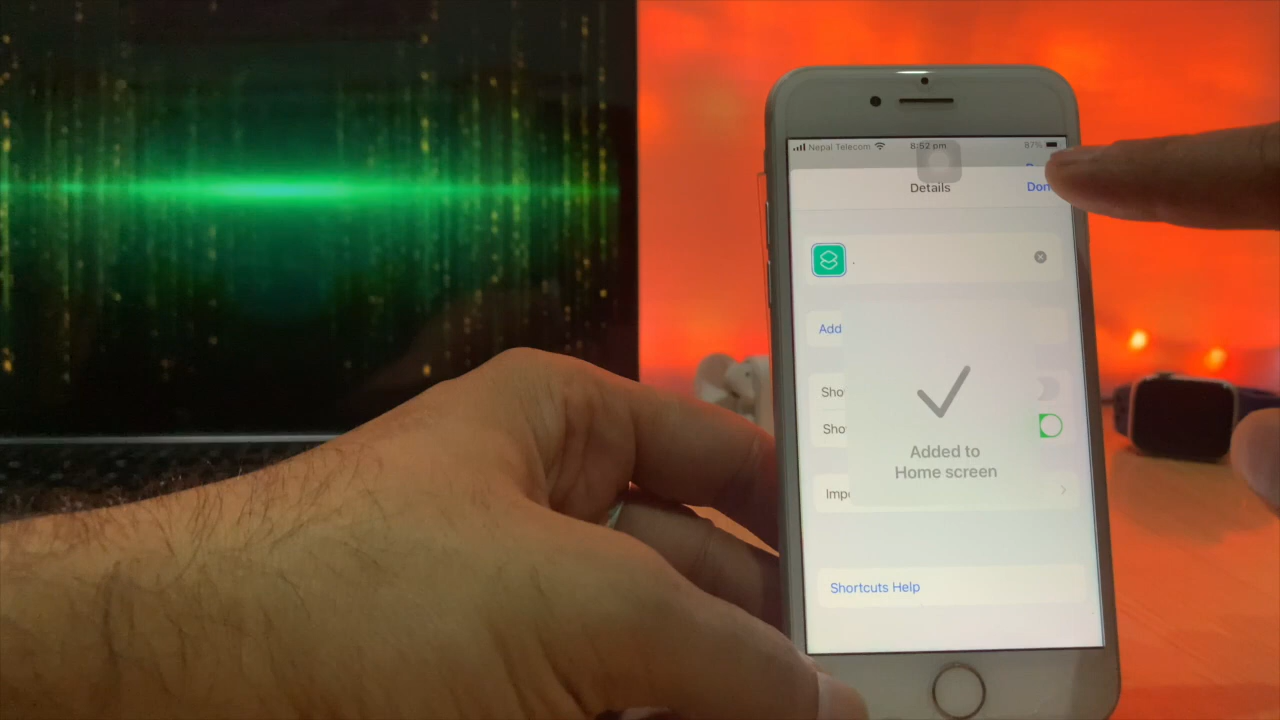 Nepal Telecom 8:52 pm 87%
Details
Don
.
Add
Sho
Sho
Added to
Home screen
Imp
Shortcuts Help